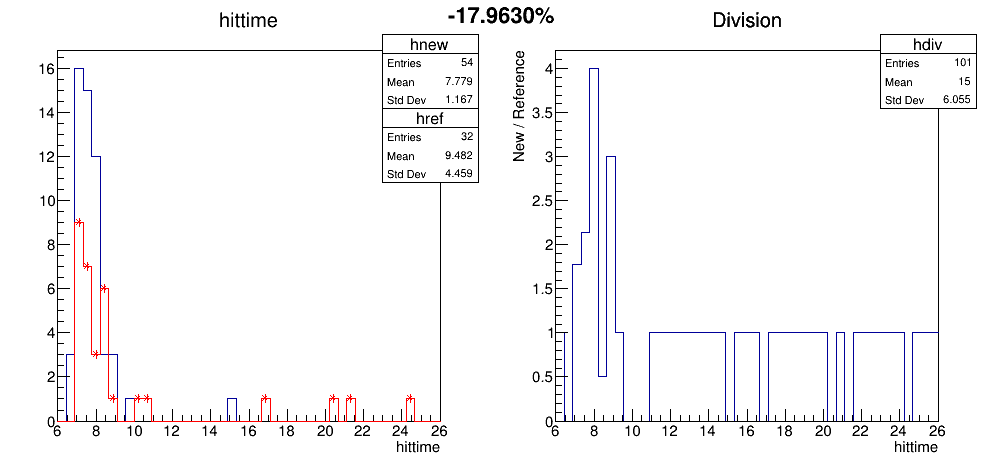 -17.9630%
hittime
hnew
Entries 54
Mean 7.779
Std Dev 1.167
href
Entries 32
Mean 9.482
Std Dev 4.459
16
14
12
10
8
6
4
2
0
6 8 10 12 14 16 18 20 22 24 26
hittime
Division
hdiv
Entries 101
Mean 15
Std Dev 6.055
New / Reference
4
3.5
3
2.5
2
1.5
1
0.5
0
6 8 10 12 14 16 18 20 22 24 26
hittime